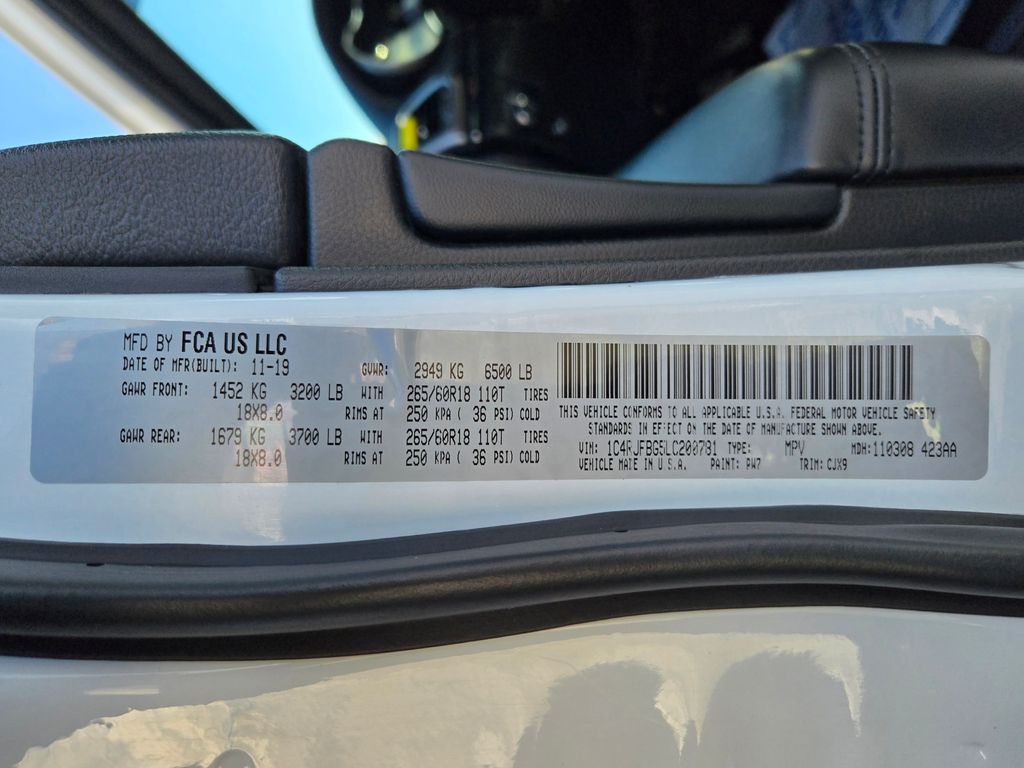 MFD BY FCA US LLC
DATE OF MFR(BUILT): 11-19 GVWR: 2949 KG 6500 LB
GAWR FRONT: 1452 KG 3200 LB WITH 265/60R18 110T TIRES
18X8.0 RIMS AT 250 KPA ( 36 PSI) COLD
GAWR REAR: 1679 KG 3700 LB WITH 265/60R18 110T TIRES
18X8.0 RIMS AT 250 KPA ( 36 PSI) COLD
THIS VEHICLE CONFORMS TO ALL APPLICABLE U.S.A. FEDERAL MOTOR VEHICLE SAFETY
STANDARDS IN EFFECT ON THE DATE OF MANUFACTURE SHOWN ABOVE.
VIN: 1C4RJFBG5LC200781 TYPE: MPV MDH: 110308 423AA
VEHICLE MADE IN U.S.A. PAINT: PW7 TRIM: CJX9